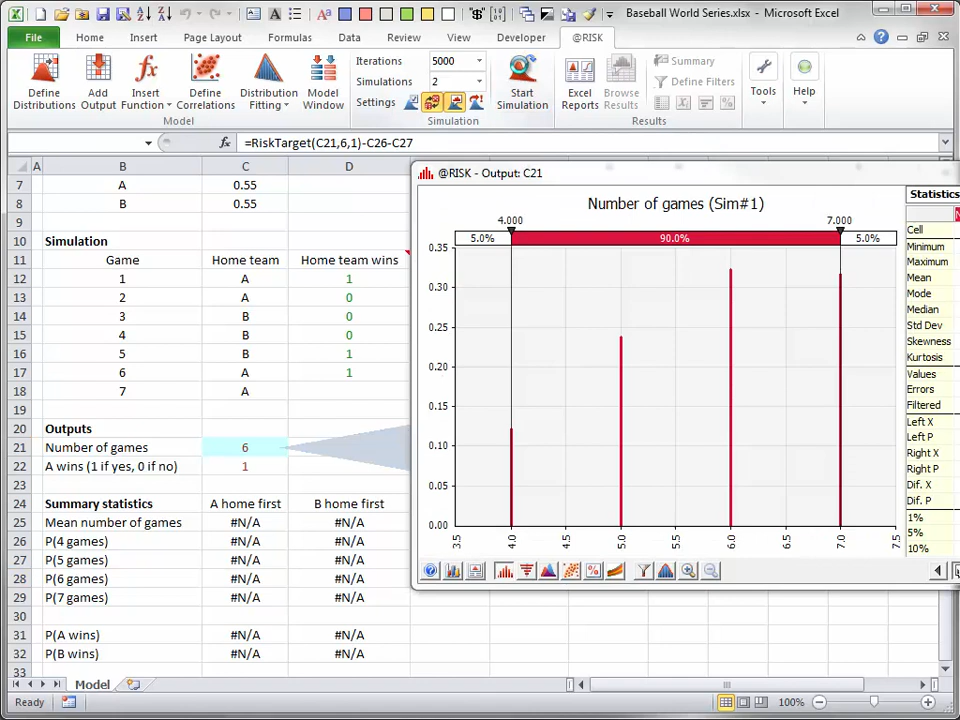 Baseball World Series.xlsx - Microsoft Excel
File Home Insert Page Layout Formulas Data Review View Developer @RISK
Define Distributions
Add Output
Insert Function
Define Correlations
Distribution Fitting
Model Window
Model
Iterations 5000
Simulations 2
Settings
Start Simulation
Simulation
Excel Reports
Browse Results
Summary
Define Filters
Results
Tools
Help
fx =RiskTarget(C21,6,1)-C26-C27
A B C D
7 A 0.55
8 B 0.55
9
10 Simulation
11 Game Home team Home team wins
12 1 A 1
13 2 A 0
14 3 B 0
15 4 B 0
16 5 B 1
17 6 A 1
18 7 A
19
20 Outputs
21 Number of games 6
22 A wins (1 if yes, 0 if no) 1
23
24 Summary statistics A home first B home first
25 Mean number of games #N/A #N/A
26 P(4 games) #N/A #N/A
27 P(5 games) #N/A #N/A
28 P(6 games) #N/A #N/A
29 P(7 games) #N/A #N/A
30
31 P(A wins) #N/A #N/A
32 P(B wins) #N/A #N/A
33
@RISK - Output: C21
Number of games (Sim#1)
4.000 7.000
5.0% 90.0% 5.0%
0.35
0.30
0.25
0.20
0.15
0.10
0.05
0.00
3.5 4.0 4.5 5.0 5.5 6.0 6.5 7.0 7.5
Statistics
Cell
Minimum
Maximum
Mean
Mode
Median
Std Dev
Skewness
Kurtosis
Values
Errors
Filtered
Left X
Left P
Right X
Right P
Dif. X
Dif. P
1%
5%
10%
Model
Ready 100%